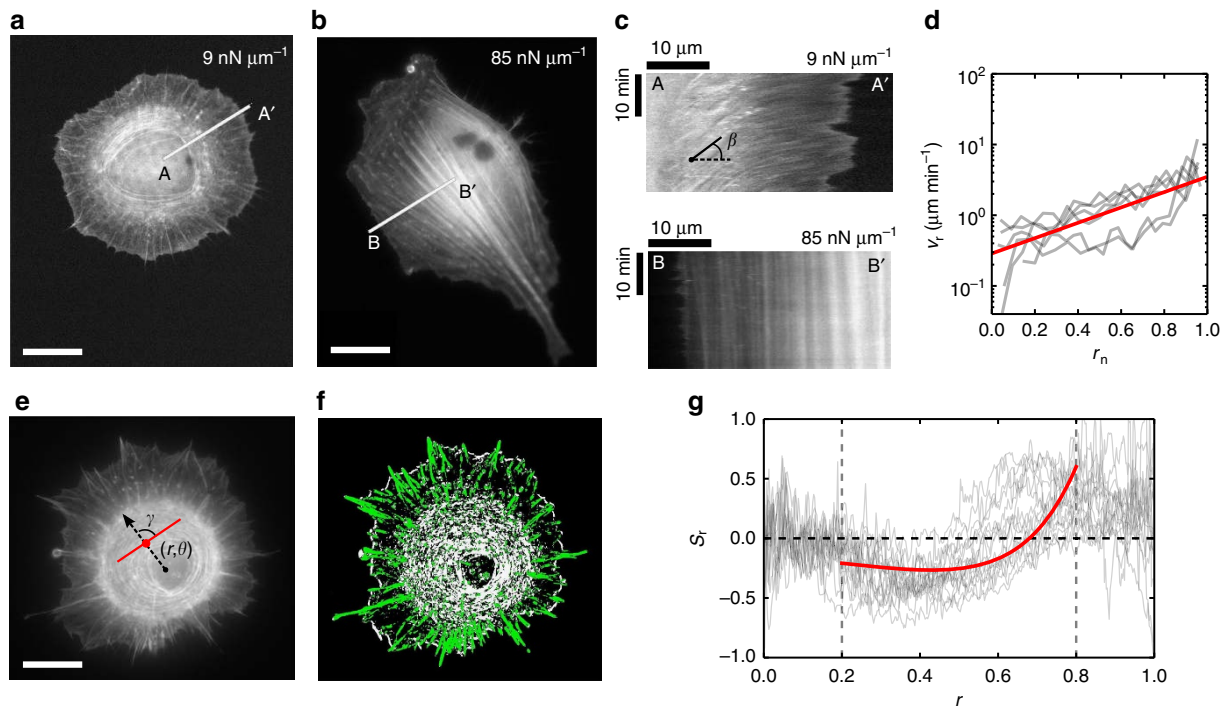 a
9 nN μm⁻¹
A′
A
b
85 nN μm⁻¹
B′
B
c
10 μm
9 nN μm⁻¹
10 min
A
A′
β
10 μm
85 nN μm⁻¹
10 min
B
B′
d
10²
10¹
10⁰
10⁻¹
v_r (μm min⁻¹)
0.0 0.2 0.4 0.6 0.8 1.0
r_n
e
γ
(r,θ)
f
g
1.0
0.5
0.0
−0.5
−1.0
S_r
0.0 0.2 0.4 0.6 0.8 1.0
r